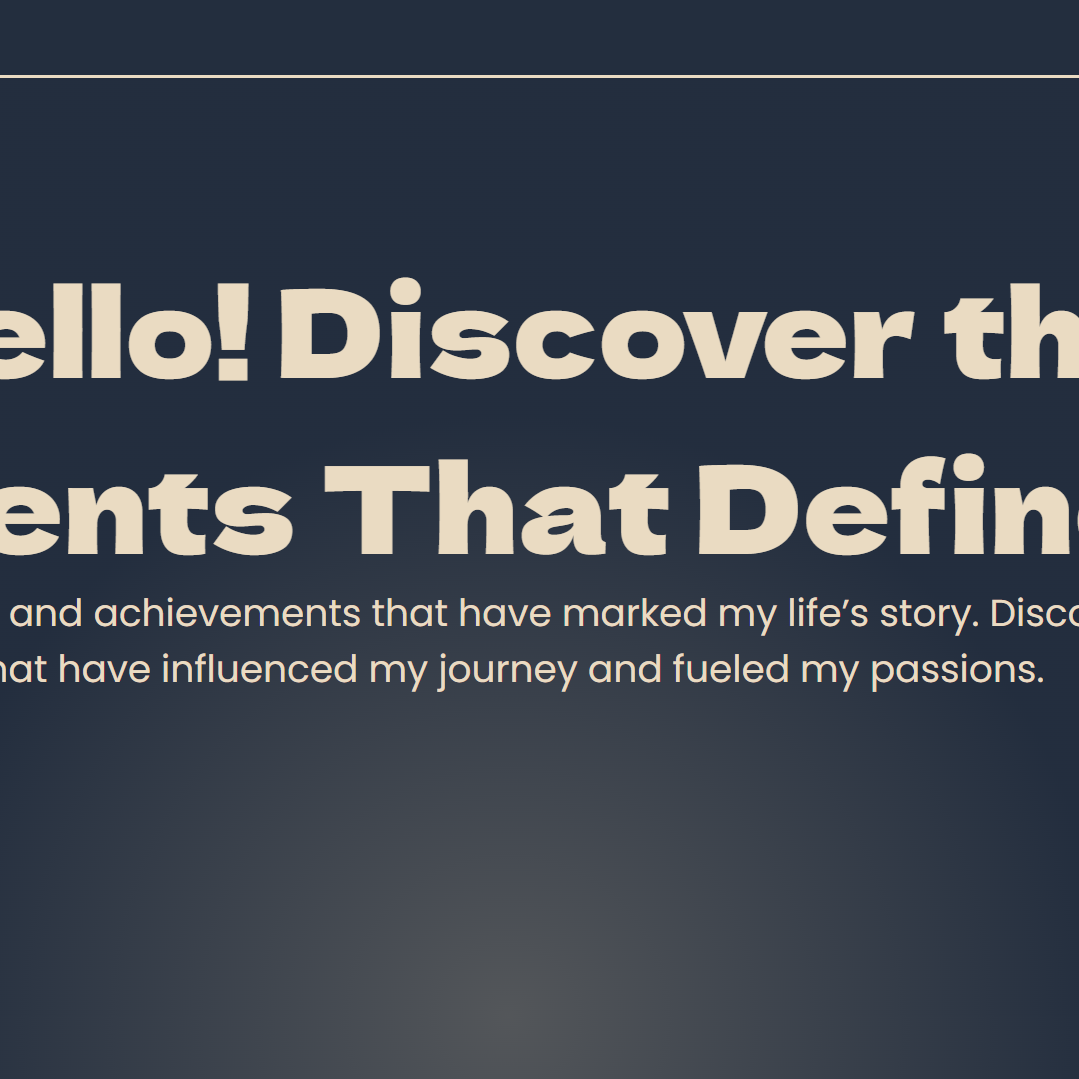 ello! Discover th
ents That Define
and achievements that have marked my life’s story. Disco
hat have influenced my journey and fueled my passions.